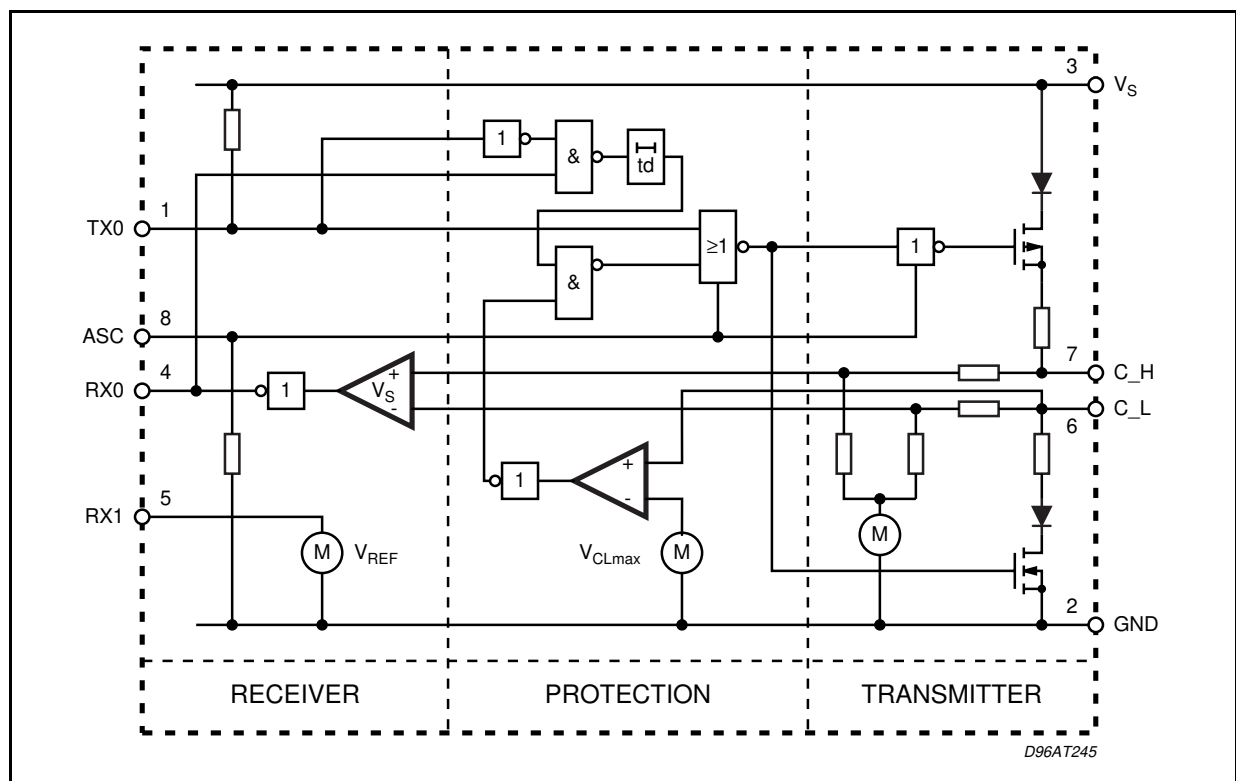 3
V_S
1
&
td
1
TX0
≥1
1
&
8
ASC
4
7
RX0
1
+
V_S
-
C_H
C_L
6
5
1
+
-
RX1
M
V_REF
V_CLmax
M
M
2
GND
RECEIVER
PROTECTION
TRANSMITTER
D96AT245